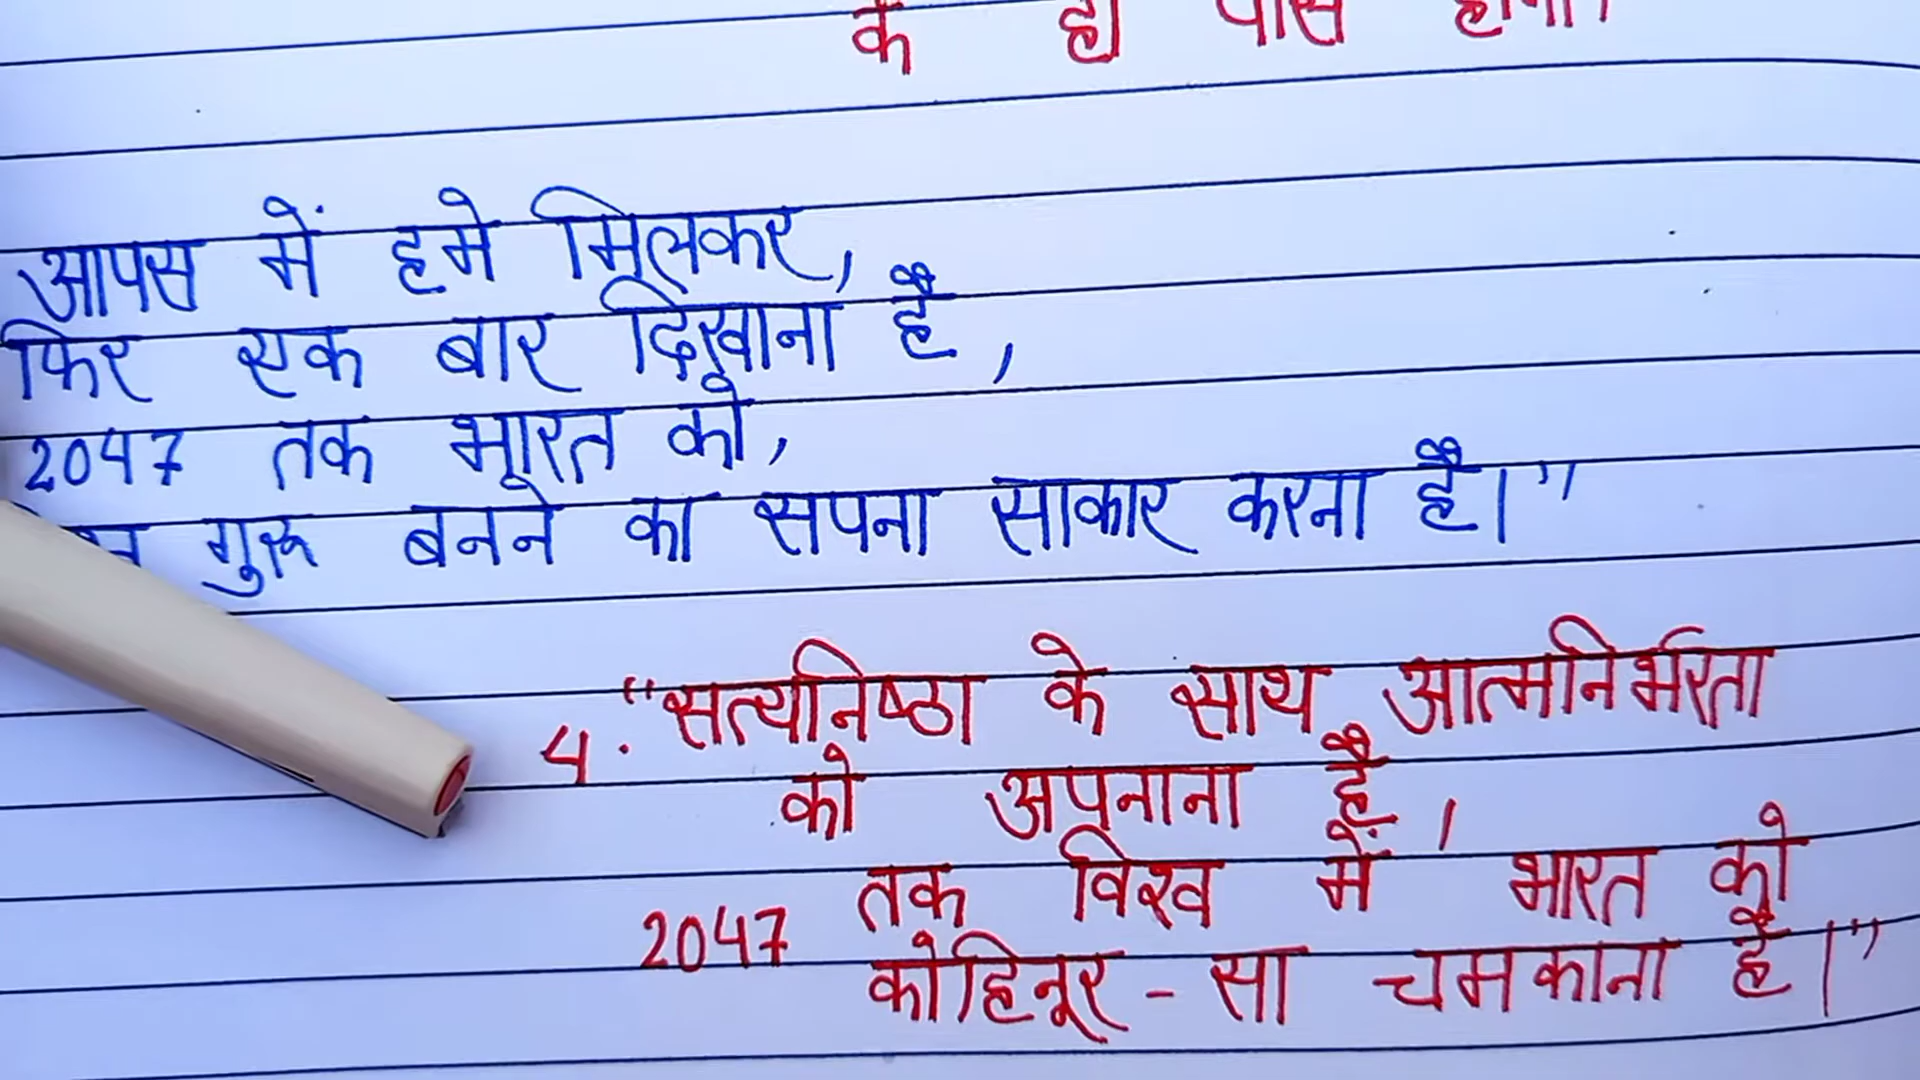 के ही पास होगा।
आपस में हमे मिलकर,
फिर एक बार दिखाना है,
2047 तक भारत को,
गुरू बनने का सपना साकार करना है।"
4. "सत्यनिष्ठा के साथ आत्मनिर्भरता
को अपनाना है,
2047 तक विश्व में भारत को
कोहिनूर - सा चमकाना है।"